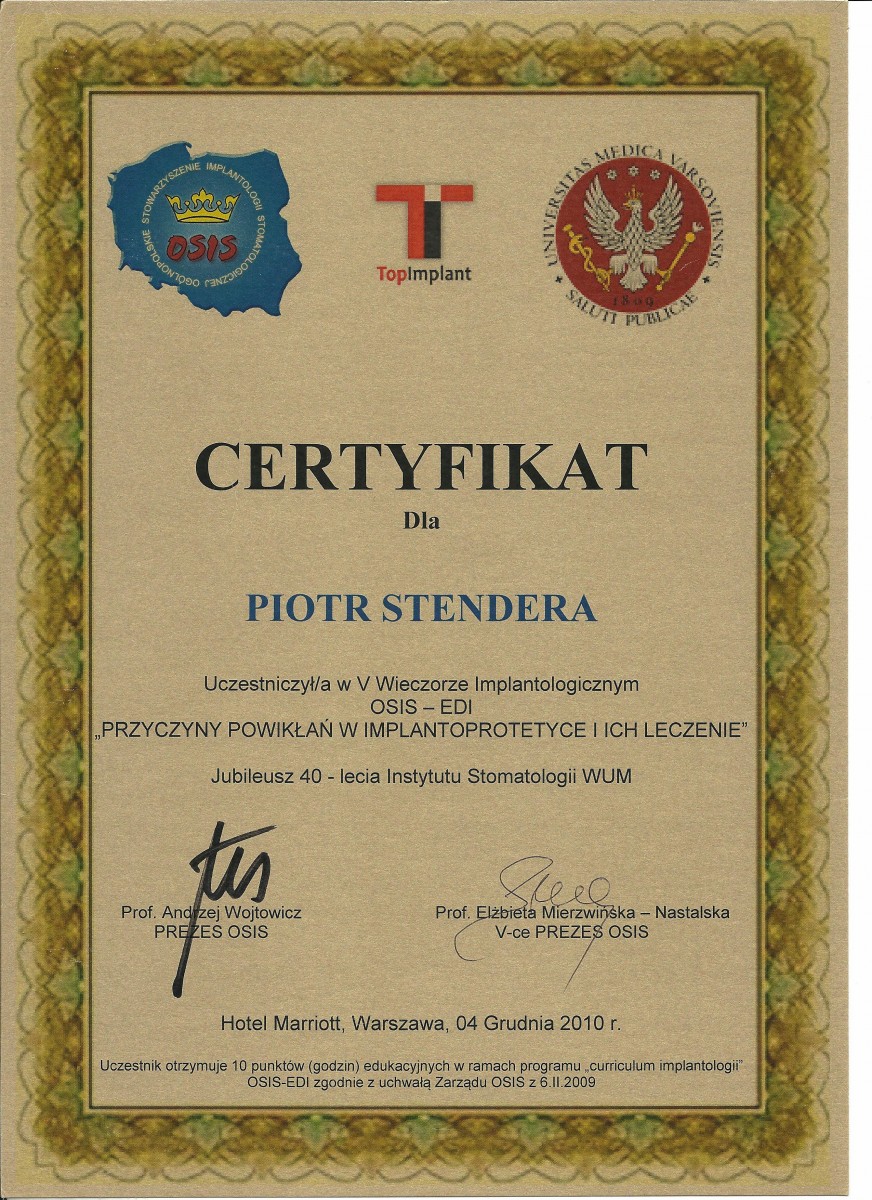 OGÓLNOPOLSKIE STOWARZYSZENIE IMPLANTOLOGII STOMATOLOGICZNEJ
OSIS
TopImplant
UNIVERSITAS MEDICA VARSOVIENSIS
1809
SALUTI PUBLICAE
CERTYFIKAT
Dla
PIOTR STENDERA
Uczestniczył/a w V Wieczorze Implantologicznym
OSIS – EDI
„PRZYCZYNY POWIKŁAŃ W IMPLANTOPROTETYCE I ICH LECZENIE”
Jubileusz 40 - lecia Instytutu Stomatologii WUM
Prof. Andrzej Wojtowicz
PREZES OSIS
Prof. Elżbieta Mierzwińska – Nastalska
V-ce PREZES OSIS
Hotel Marriott, Warszawa, 04 Grudnia 2010 r.
Uczestnik otrzymuje 10 punktów (godzin) edukacyjnych w ramach programu „curriculum implantologii”
OSIS-EDI zgodnie z uchwałą Zarządu OSIS z 6.II.2009